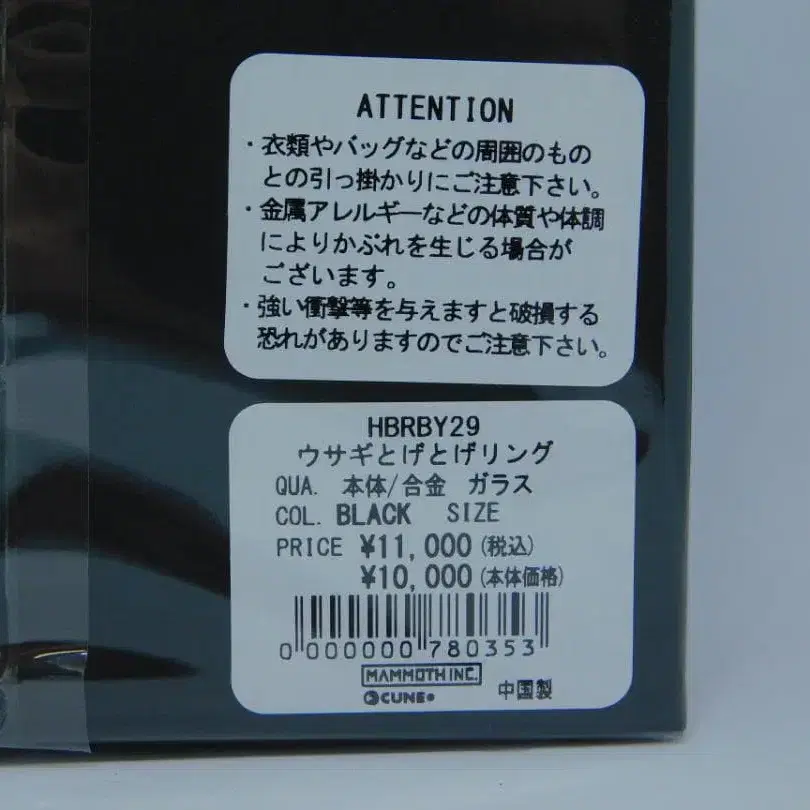 ATTENTION
・衣類やバッグなどの周囲のもの
との引っ掛かりにご注意下さい。
・金属アレルギーなどの体質や体調
によりかぶれを生じる場合が
ございます。
・強い衝撃等を与えますと破損する
恐れがありますのでご注意下さい。
HBRBY29
ウサギとげとげリング
QUA. 本体/合金 ガラス
COL. BLACK SIZE
PRICE ¥11,000(税込)
¥10,000(本体価格)
0 000000 780353
MAMMOTH INC.
CUNE® 中国製